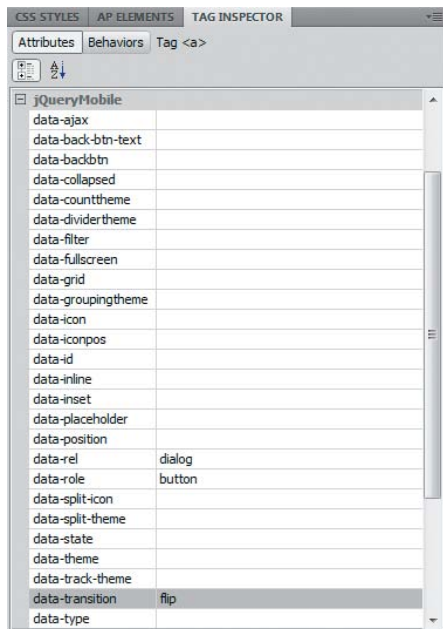 CSS STYLES AP ELEMENTS TAG INSPECTOR
Attributes Behaviors Tag <a>
A Z
jQueryMobile
data-ajax
data-back-btn-text
data-backbtn
data-collapsed
data-counttheme
data-dividertheme
data-filter
data-fullscreen
data-grid
data-groupingtheme
data-icon
data-iconpos
data-id
data-inline
data-inset
data-placeholder
data-position
data-rel dialog
data-role button
data-split-icon
data-split-theme
data-state
data-theme
data-track-theme
data-transition flip
data-type